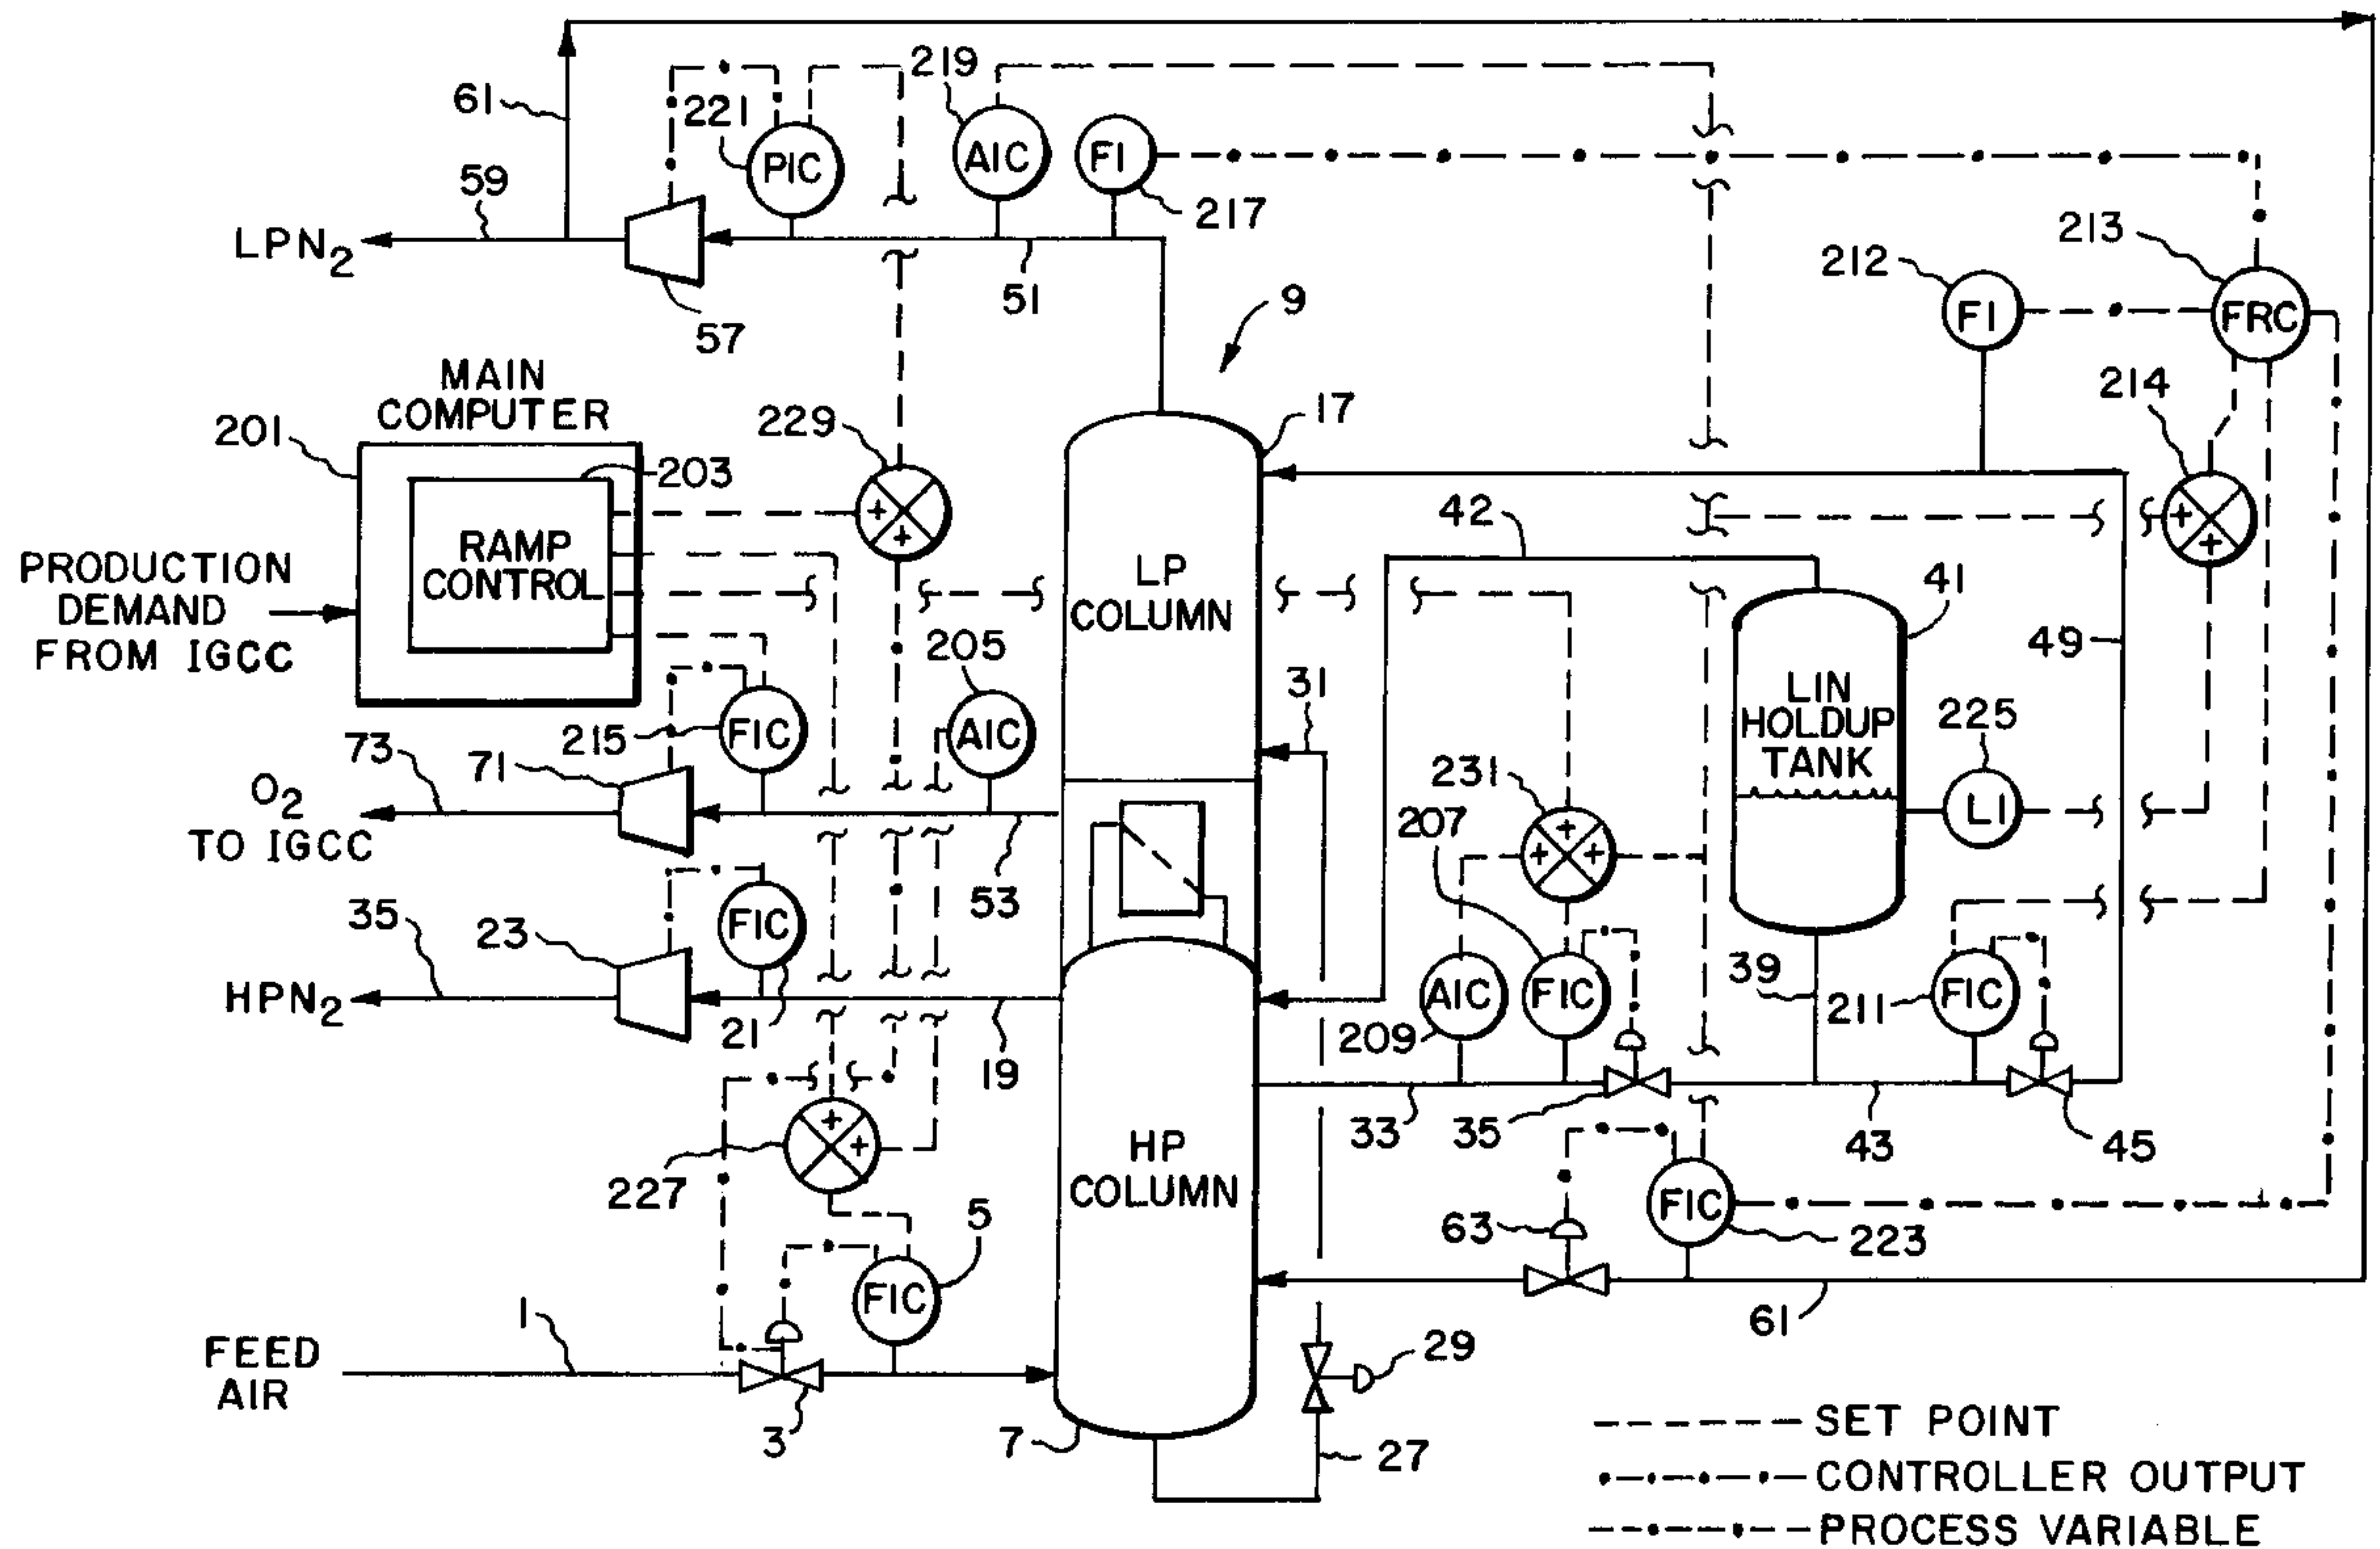 219
61
221
PIC
AIC
FI
217
59
LPN2
51
57
213
212
FI
FRC
9
214
MAIN
COMPUTER
201
203
229
17
+
+
RAMP
CONTROL
PRODUCTION
DEMAND
FROM IGCC
LP
COLUMN
42
+
+
41
49
205
31
LIN
HOLDUP
TANK
225
LI
215
FIC
AIC
73
71
O2
TO IGCC
53
231
207
+
+
+
35
23
FIC
HPN2
21
19
AIC
FIC
209
39
211
FIC
33
35
43
45
HP
COLUMN
+
+
227
5
FIC
63
FIC
223
61
1
FEED
AIR
3
7
29
27
SET POINT
CONTROLLER OUTPUT
PROCESS VARIABLE